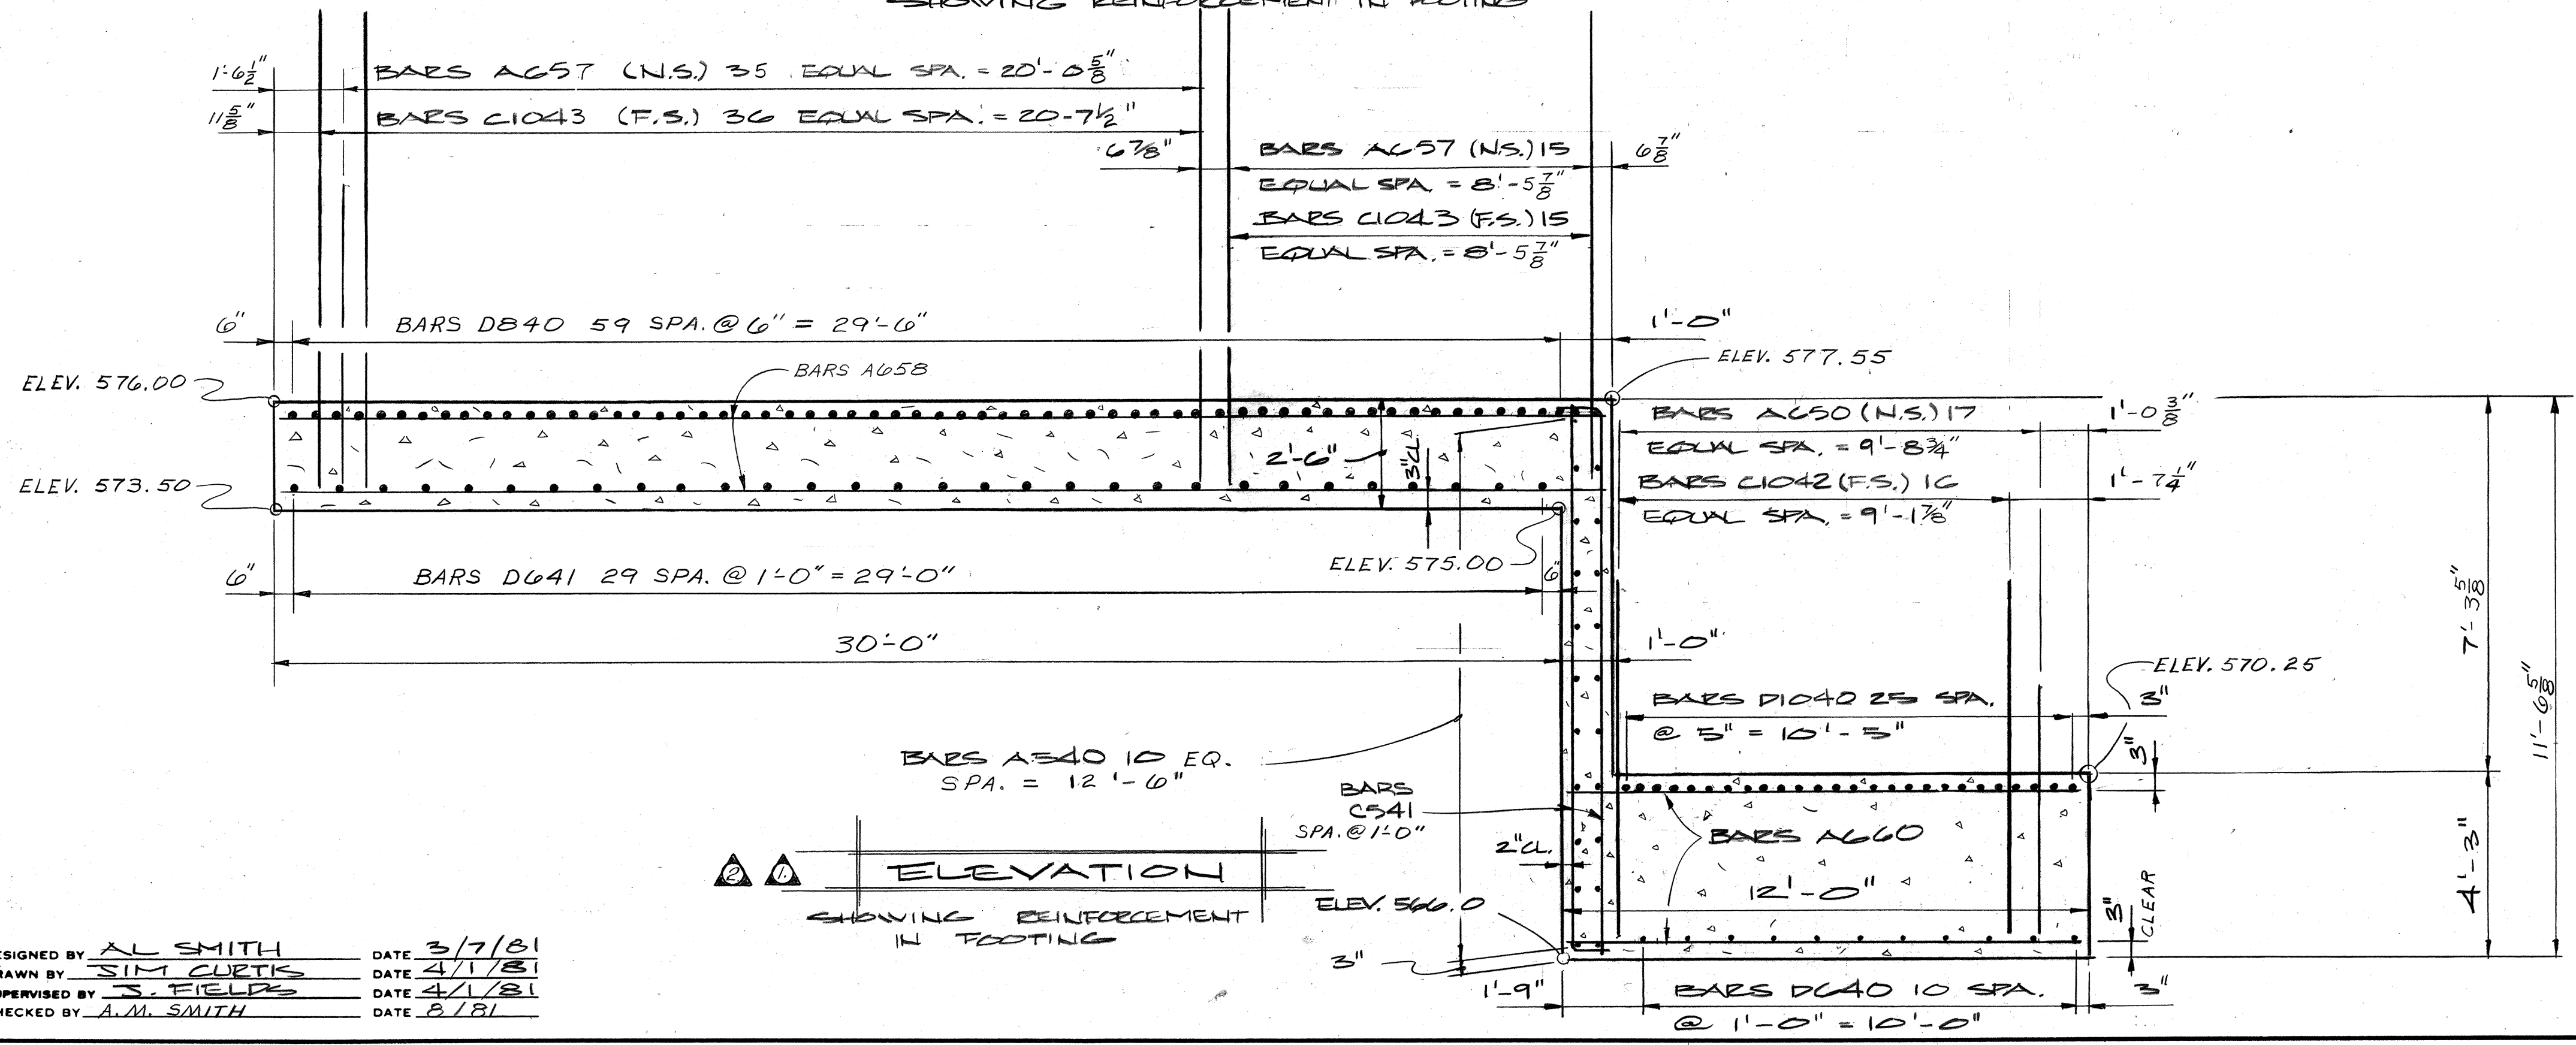 SHOWING REINFORCEMENT IN FOOTING
1'-6 1/2"
BARS A657 (N.S.) 35 EQUAL SPA. = 20'-0 5/8"
11 5/8"
BARS C1043 (F.S.) 36 EQUAL SPA. = 20-7 1/2"
6 7/8"
BARS A657 (N.S.) 15
EQUAL SPA. = 8'-5 7/8"
6 7/8"
BARS C1043 (F.S.) 15
EQUAL SPA. = 8'-5 7/8"
6"
BARS D840 59 SPA. @ 6" = 29'-6"
1'-0"
ELEV. 577.55
ELEV. 576.00
BARS A658
BARS A650 (N.S.) 17
EQUAL SPA. = 9'-8 3/4"
1'-0 3/8"
2'-6"
3"CL
ELEV. 573.50
BARS C1042 (F.S.) 16
EQUAL SPA. = 9'-1 7/8"
1'-7 1/4"
ELEV. 575.00
6"
6"
BARS D641 29 SPA. @ 1'-0" = 29'-0"
30'-0"
1'-0"
7'-3 5/8"
11'-6 5/8"
ELEV. 570.25
BARS D1040 25 SPA.
@ 5" = 10'-5"
3"
3"
BARS A540 10 EQ.
SPA. = 12'-6"
BARS
C541
SPA. @ 1'-0"
BARS A660
2"CL.
12'-0"
4'-3"
3"
CLEAR
2. 1.
ELEVATION
SHOWING REINFORCEMENT
IN FOOTING
ELEV. 566.0
3"
1'-9"
BARS D640 10 SPA.
@ 1'-0" = 10'-0"
3"
ESIGNED BY AL SMITH DATE 3/7/81
RAWN BY JIM CURTIS DATE 4/1/81
UPERVISED BY J. FIELDS DATE 4/1/81
HECKED BY A.M. SMITH DATE 8/81